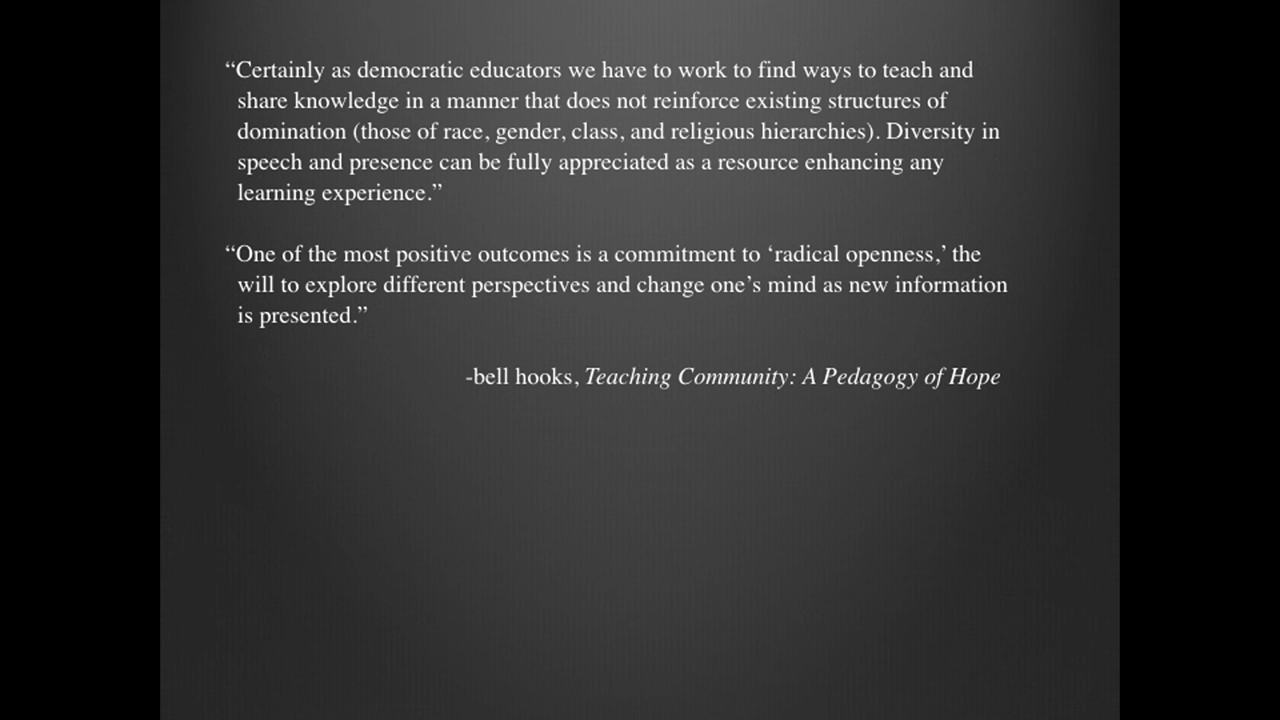 “Certainly as democratic educators we have to work to find ways to teach and
share knowledge in a manner that does not reinforce existing structures of
domination (those of race, gender, class, and religious hierarchies). Diversity in
speech and presence can be fully appreciated as a resource enhancing any
learning experience.”
“One of the most positive outcomes is a commitment to ‘radical openness,’ the
will to explore different perspectives and change one’s mind as new information
is presented.”
-bell hooks, Teaching Community: A Pedagogy of Hope